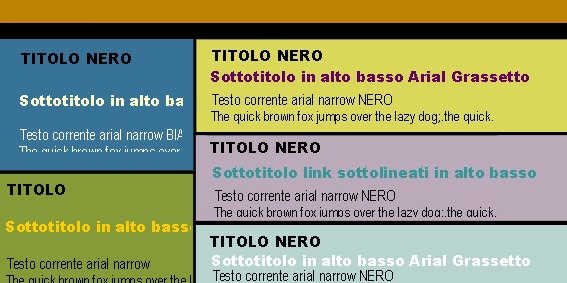 TITOLO NERO
Sottotitolo in alto ba
Testo corrente arial narrow BIA
The quick brown fox jumps over
TITOLO
Sottotitolo in alto basso
Testo corrente arial narrow
The quick brown fox jumps over the l
TITOLO NERO
Sottotitolo in alto basso Arial Grassetto
Testo corrente arial narrow NERO
The quick brown fox jumps over the lazy dog;.the quick.
TITOLO NERO
Sottotitolo link sottolineati in alto basso
Testo corrente arial narrow NERO
The quick brown fox jumps over the lazy dog;.the quick.
TITOLO NERO
Sottotitolo in alto basso Arial Grassetto
Testo corrente arial narrow NERO